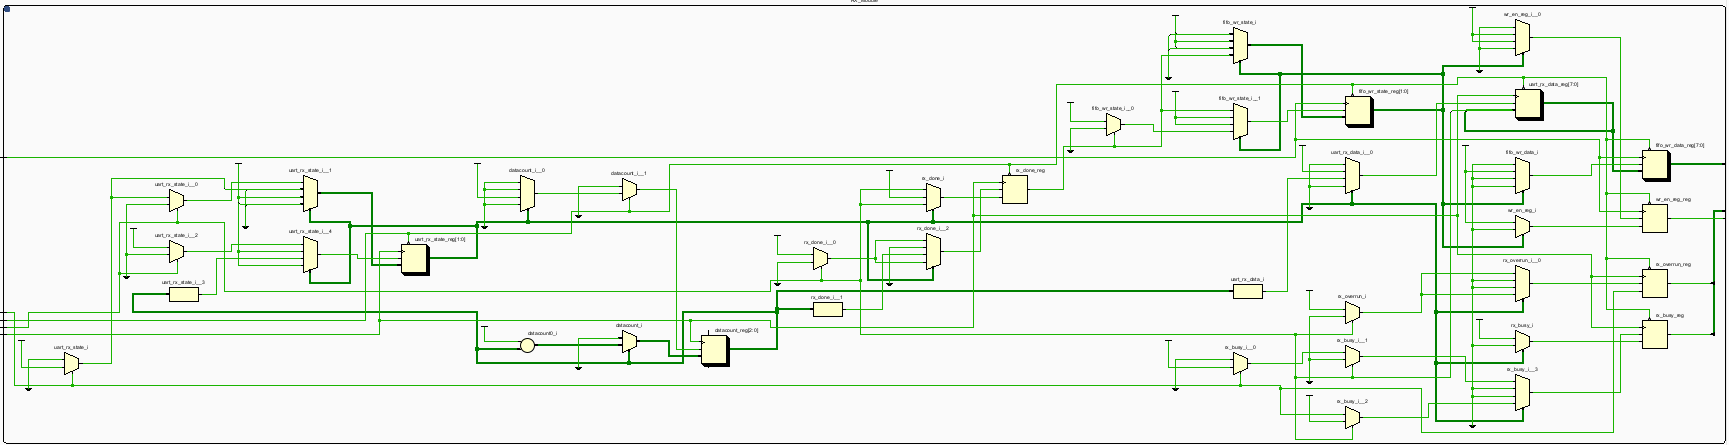 Rx_Module
wr_en_reg_i__0
fifo_wr_state_i
uart_rx_data_reg[7:0]
fifo_wr_state_reg[1:0]
fifo_wr_state_i__1
fifo_wr_state_i__0
fifo_wr_data_reg[7:0]
uart_rx_data_i__0
fifo_wr_data_i
rx_done_reg
uart_rx_state_i__1
datacount_i__0
datacount_i__1
rx_done_i
uart_rx_state_i__0
wr_en_reg_reg
wr_en_reg_i
rx_done_i__2
uart_rx_state_i__4
uart_rx_state_i__2
uart_rx_state_reg[1:0]
rx_done_i__0
rx_overrun_i__0
rx_overrun_reg
uart_rx_state_i__3
uart_rx_data_i
rx_done_i__1
rx_overrun_i
rx_busy_reg
datacount_i
rx_busy_i
datacount0_i
datacount_reg[2:0]
rx_busy_i__1
uart_rx_state_i
rx_busy_i__0
rx_busy_i__3
rx_busy_i__2